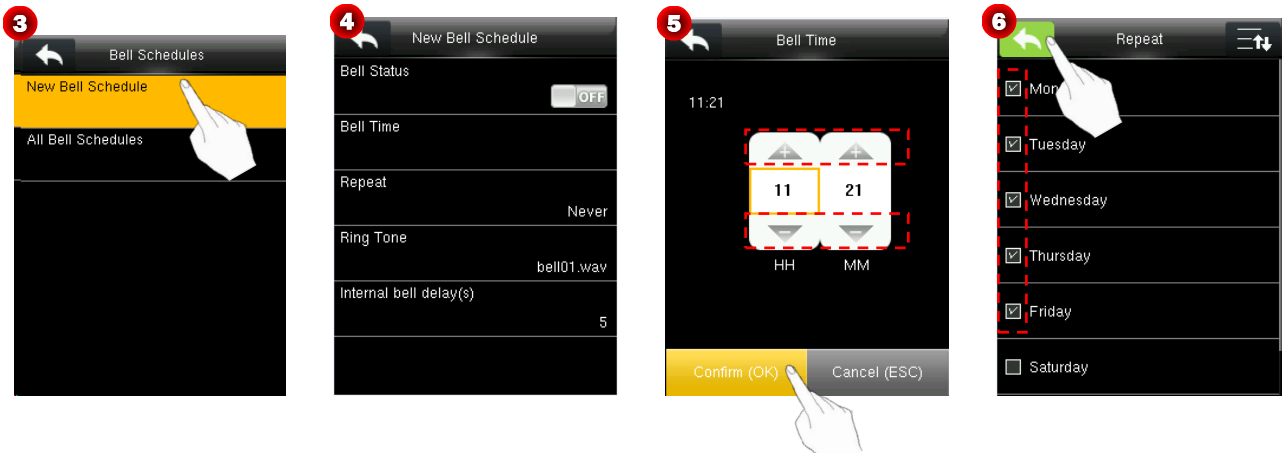 3
Bell Schedules
New Bell Schedule
All Bell Schedules
4
New Bell Schedule
Bell Status
OFF
Bell Time
Repeat
Never
Ring Tone
bell01.wav
Internal bell delay(s)
5
5
Bell Time
11:21
11 21
HH MM
Confirm (OK) Cancel (ESC)
6
Repeat
Mon
Tuesday
Wednesday
Thursday
Friday
Saturday